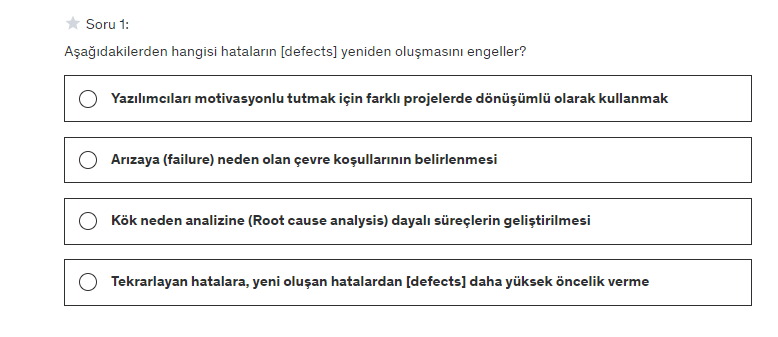 Soru 1:
Aşağıdakilerden hangisi hataların [defects] yeniden oluşmasını engeller?
Yazılımcıları motivasyonlu tutmak için farklı projelerde dönüşümlü olarak kullanmak
Arızaya (failure) neden olan çevre koşullarının belirlenmesi
Kök neden analizine (Root cause analysis) dayalı süreçlerin geliştirilmesi
Tekrarlayan hatalara, yeni oluşan hatalardan [defects] daha yüksek öncelik verme